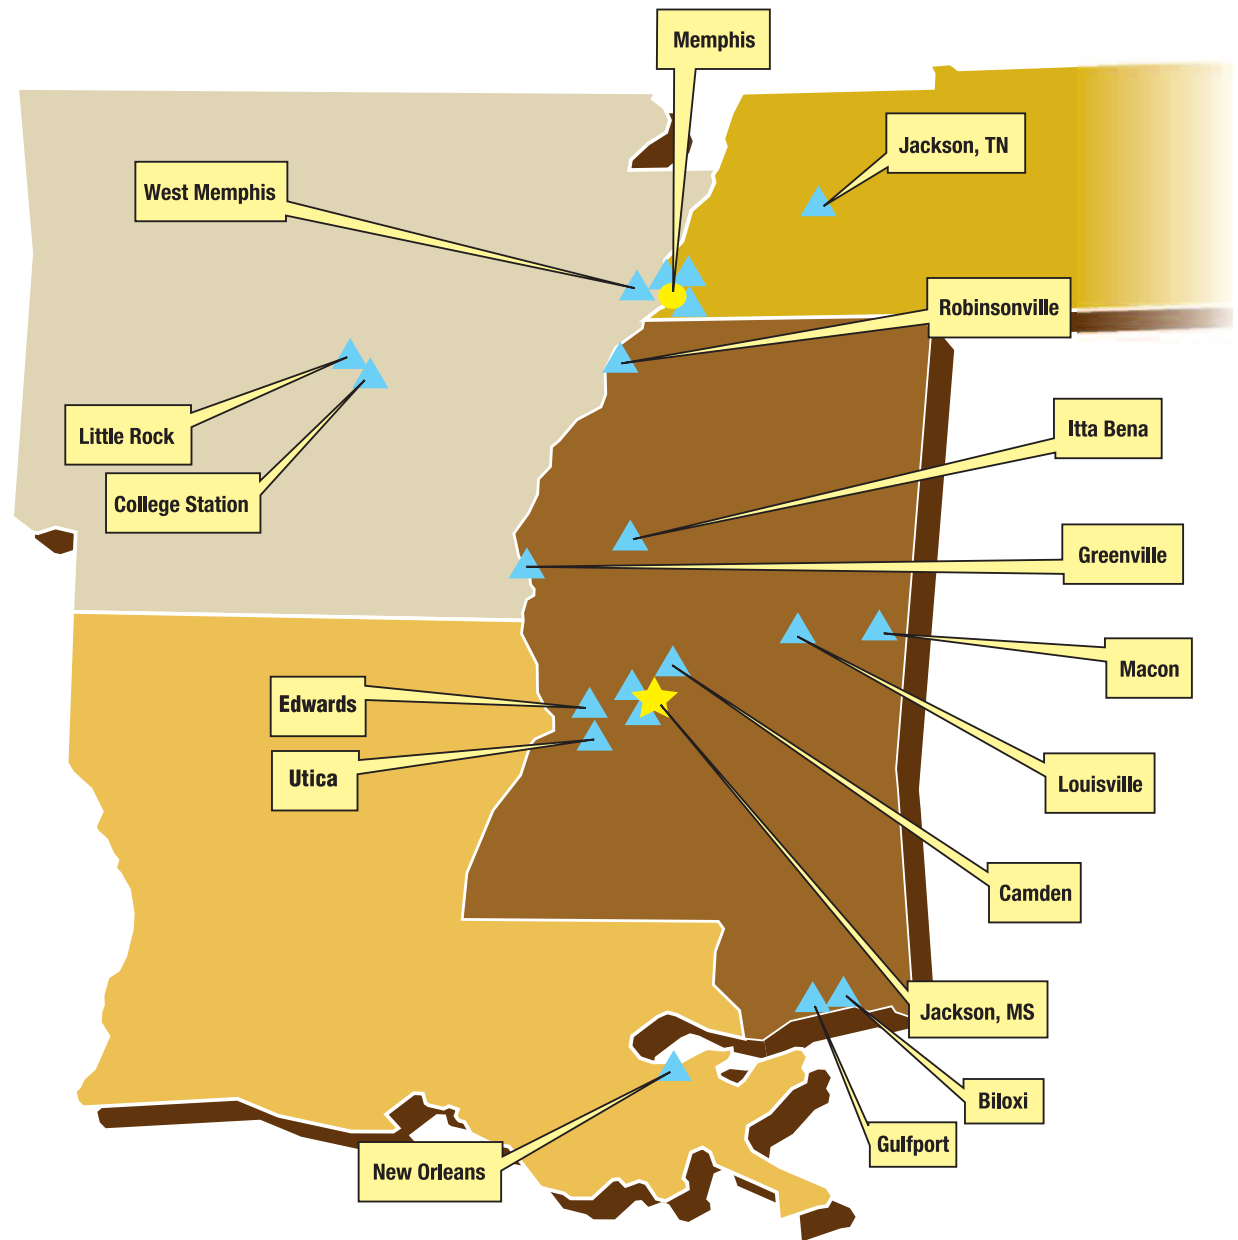 Memphis
Jackson, TN
West Memphis
Robinsonville
Little Rock
Itta Bena
College Station
Greenville
Macon
Edwards
Utica
Louisville
Camden
Jackson, MS
Biloxi
Gulfport
New Orleans